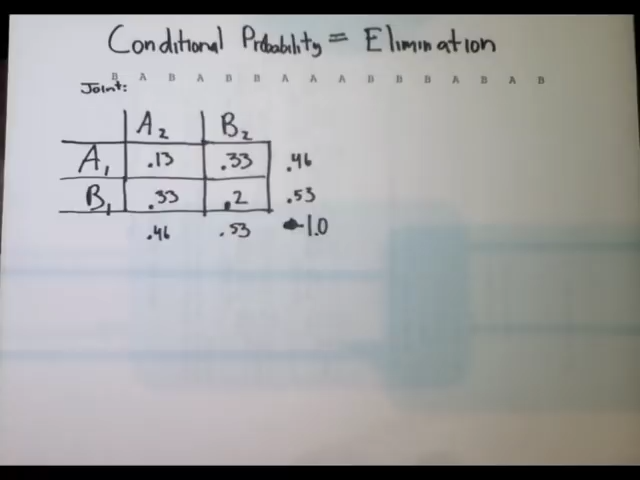 Conditional Probability = Elimination
B A B A B B A A A B B B A B A B
Joint:
A2 B2
A1 .13 .33 .46
B1 .33 .2 .53
.46 .53 1.0